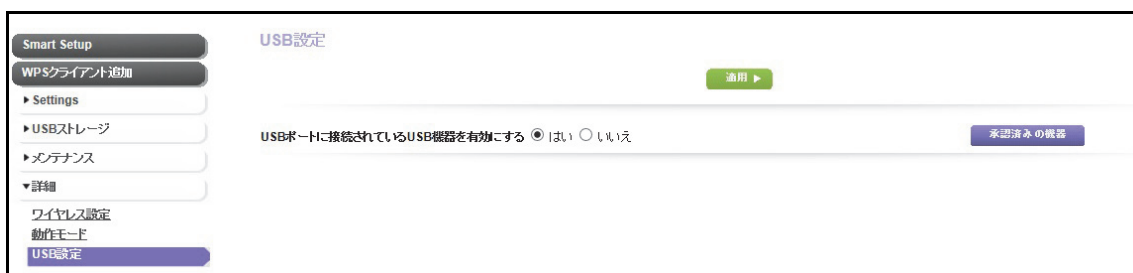 Smart Setup
WPSクライアント追加
▶ Settings
▶USBストレージ
▶メンテナンス
▼詳細
ワイヤレス設定
動作モード
USB設定
USB設定
適用 ▶
USBポートに接続されているUSB機器を有効にする はい いいえ
承認済みの機器